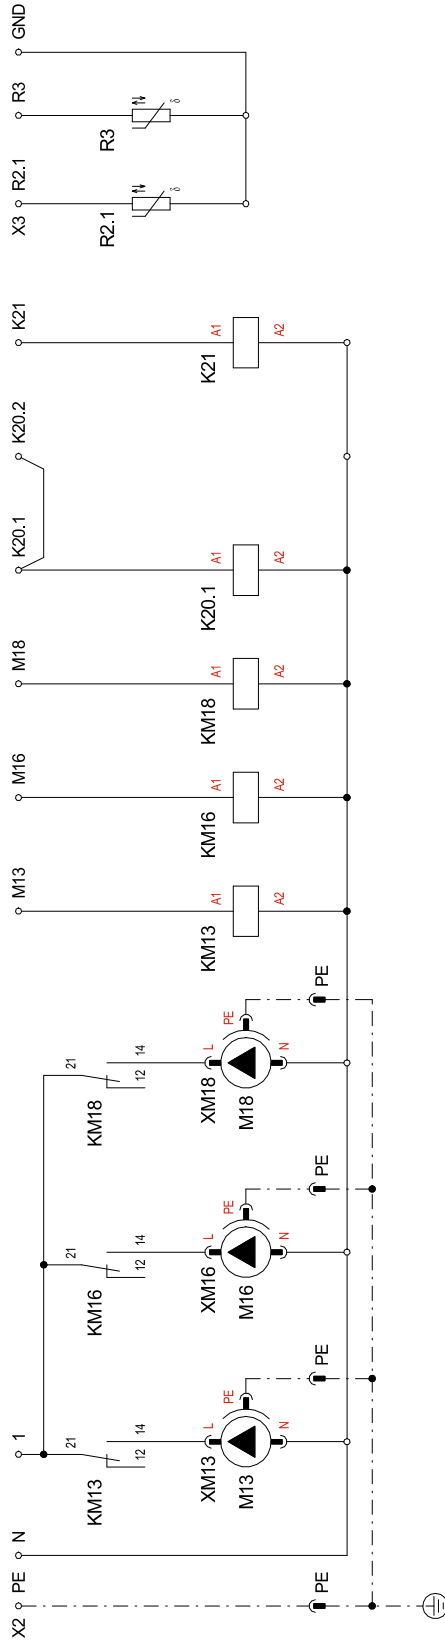 X2 PE N 1 M13 M16 M18 K20.1 K20.2 K21 X3 R2.1 R3 GND
21 21 21
KM13 KM16 KM18
12 14 12 14 12 14
L L L A1 A1 A1 A1 A1
XM13 XM16 XM18 KM13 KM16 KM18 K20.1 K21 R2.1 R3
PE PE PE
M13 M16 M18
N N N A2 A2 A2 A2 A2
PE PE PE PE